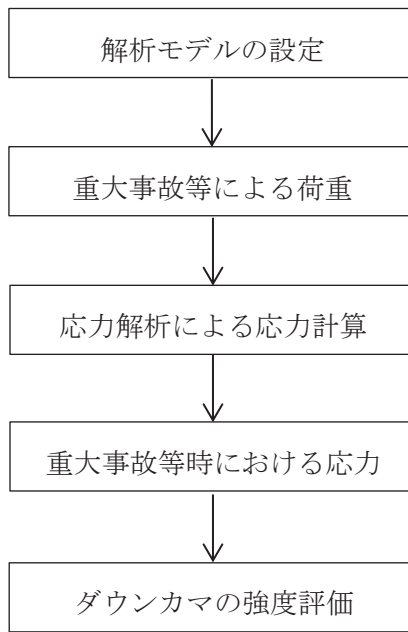 解析モデルの設定
重大事故等による荷重
応力解析による応力計算
重大事故等時における応力
ダウンカマの強度評価